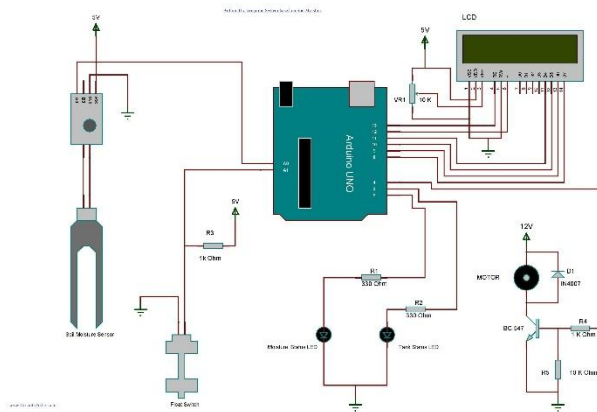 5V
5V
LCD
VR1
10 K
Arduino UNO
A0
A1
5V
R3
1k Ohm
12V
R1
330 Ohm
MOTOR
D1
IN4007
R2
330 Ohm
BC 547
R4
1 K Ohm
Moisture Status LED
Tank Status LED
R5
10 K Ohm
Soil Moisture Sensor
Float Switch